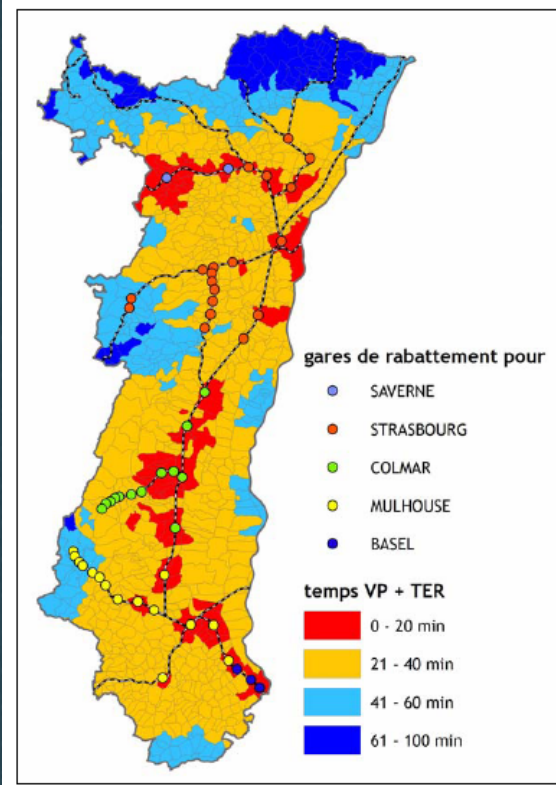 gares de rabattement pour
SAVERNE
STRASBOURG
COLMAR
MULHOUSE
BASEL
temps VP + TER
0 - 20 min
21 - 40 min
41 - 60 min
61 - 100 min